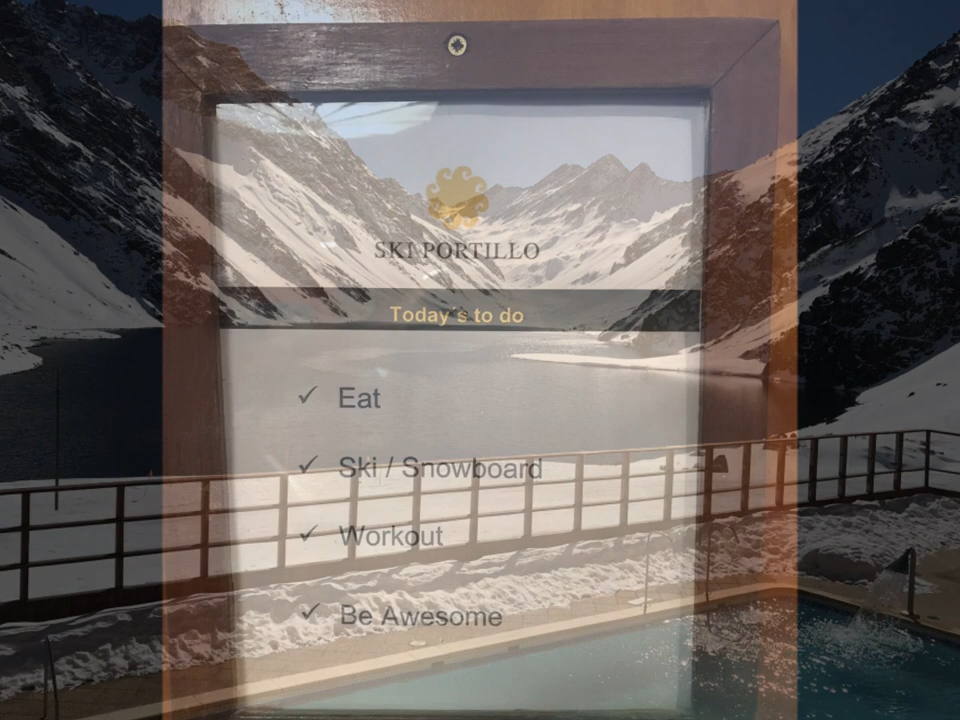 SKI PORTILLO
Today´s to do
✓ Eat
✓ Ski / Snowboard
✓ Workout
✓ Be Awesome